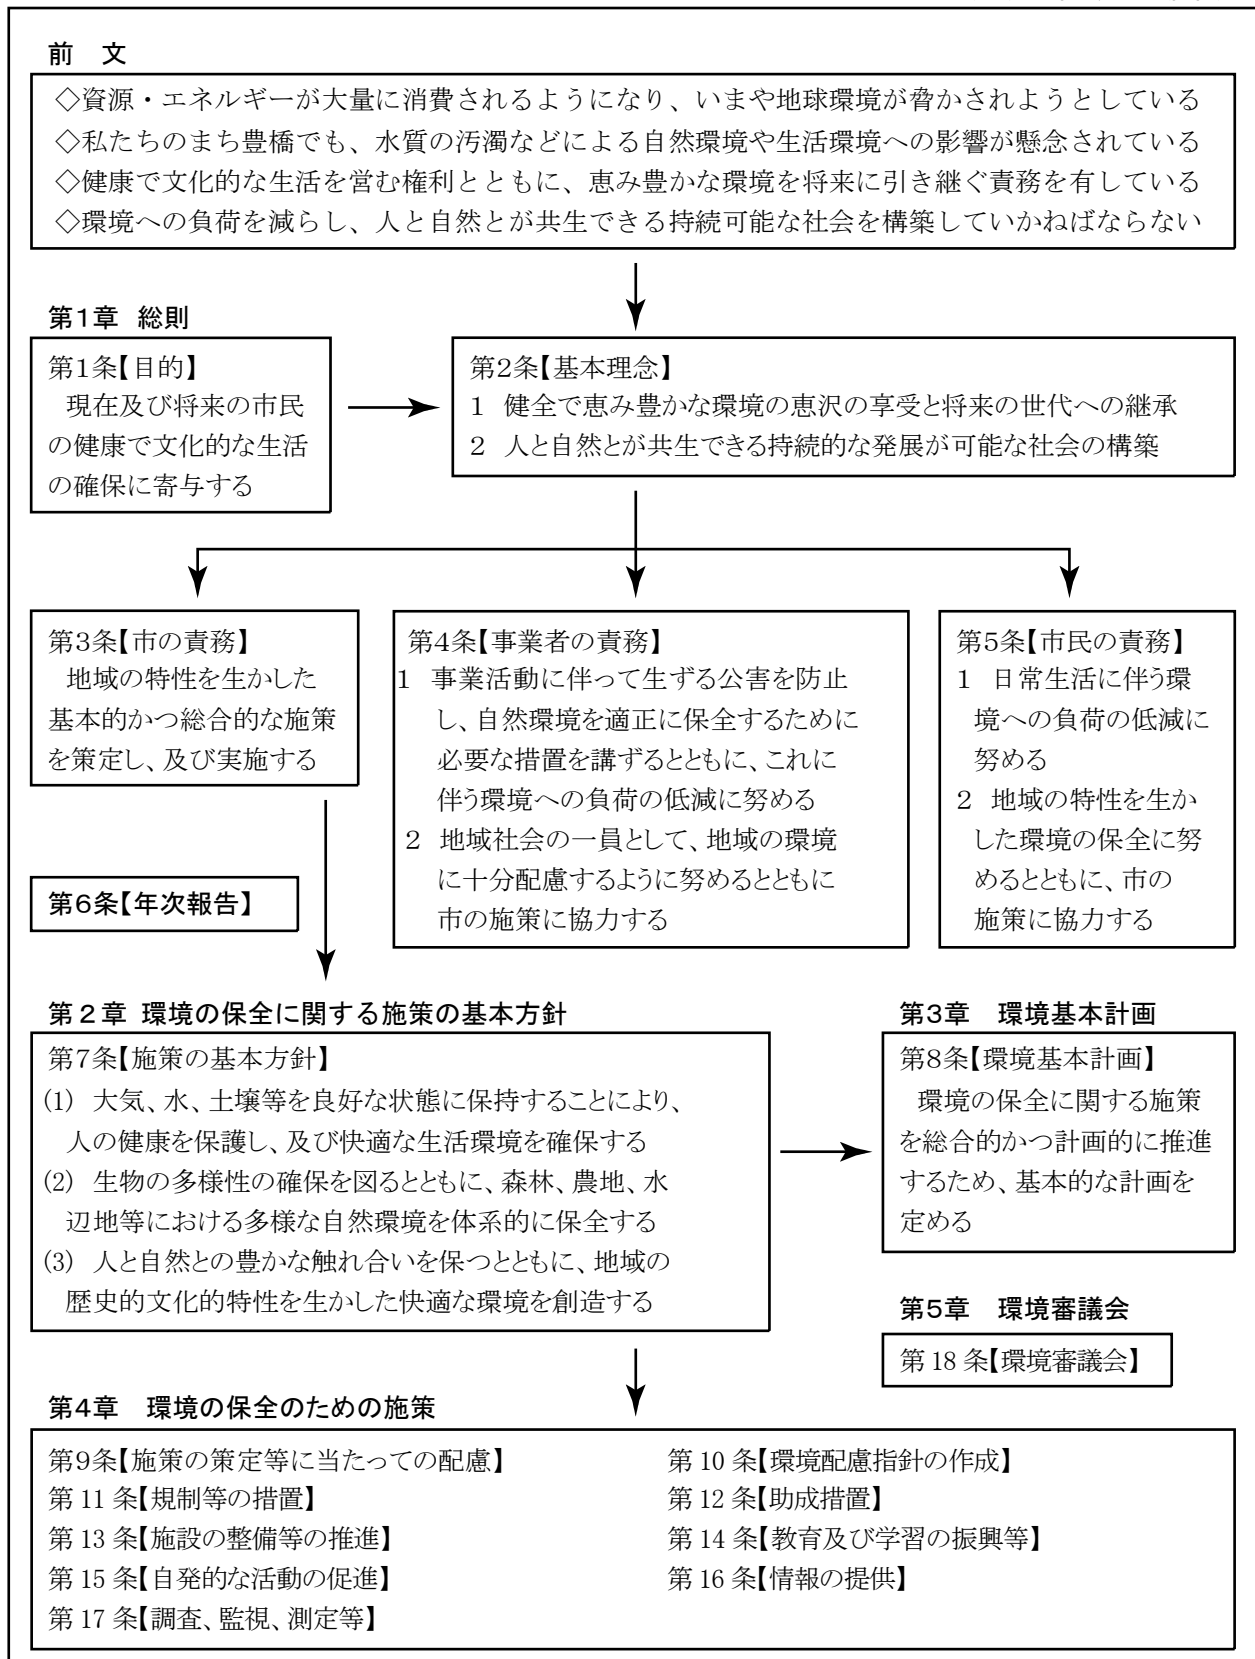 前 文
◇資源・エネルギーが大量に消費されるようになり、いまや地球環境が脅かされようとしている
◇私たちのまち豊橋でも、水質の汚濁などによる自然環境や生活環境への影響が懸念されている
◇健康で文化的な生活を営む権利とともに、恵み豊かな環境を将来に引き継ぐ責務を有している
◇環境への負荷を減らし、人と自然とが共生できる持続可能な社会を構築していかねばならない
第1章 総則
第1条【目的】
現在及び将来の市民
の健康で文化的な生活
の確保に寄与する
第2条【基本理念】
1 健全で恵み豊かな環境の恵沢の享受と将来の世代への継承
2 人と自然とが共生できる持続的な発展が可能な社会の構築
第3条【市の責務】
地域の特性を生かした
基本的かつ総合的な施策
を策定し、及び実施する
第4条【事業者の責務】
1 事業活動に伴って生ずる公害を防止
し、自然環境を適正に保全するために
必要な措置を講ずるとともに、これに
伴う環境への負荷の低減に努める
2 地域社会の一員として、地域の環境
に十分配慮するように努めるとともに
市の施策に協力する
第5条【市民の責務】
1 日常生活に伴う環
境への負荷の低減に
努める
2 地域の特性を生か
した環境の保全に努
めるとともに、市の
施策に協力する
第6条【年次報告】
第2章 環境の保全に関する施策の基本方針
第7条【施策の基本方針】
(1) 大気、水、土壌等を良好な状態に保持することにより、
人の健康を保護し、及び快適な生活環境を確保する
(2) 生物の多様性の確保を図るとともに、森林、農地、水
辺地等における多様な自然環境を体系的に保全する
(3) 人と自然との豊かな触れ合いを保つとともに、地域の
歴史的文化的特性を生かした快適な環境を創造する
第3章 環境基本計画
第8条【環境基本計画】
環境の保全に関する施策
を総合的かつ計画的に推進
するため、基本的な計画を
定める
第5章 環境審議会
第18条【環境審議会】
第4章 環境の保全のための施策
第9条【施策の策定等に当たっての配慮】
第10条【環境配慮指針の作成】
第11条【規制等の措置】
第12条【助成措置】
第13条【施設の整備等の推進】
第14条【教育及び学習の振興等】
第15条【自発的な活動の促進】
第16条【情報の提供】
第17条【調査、監視、測定等】